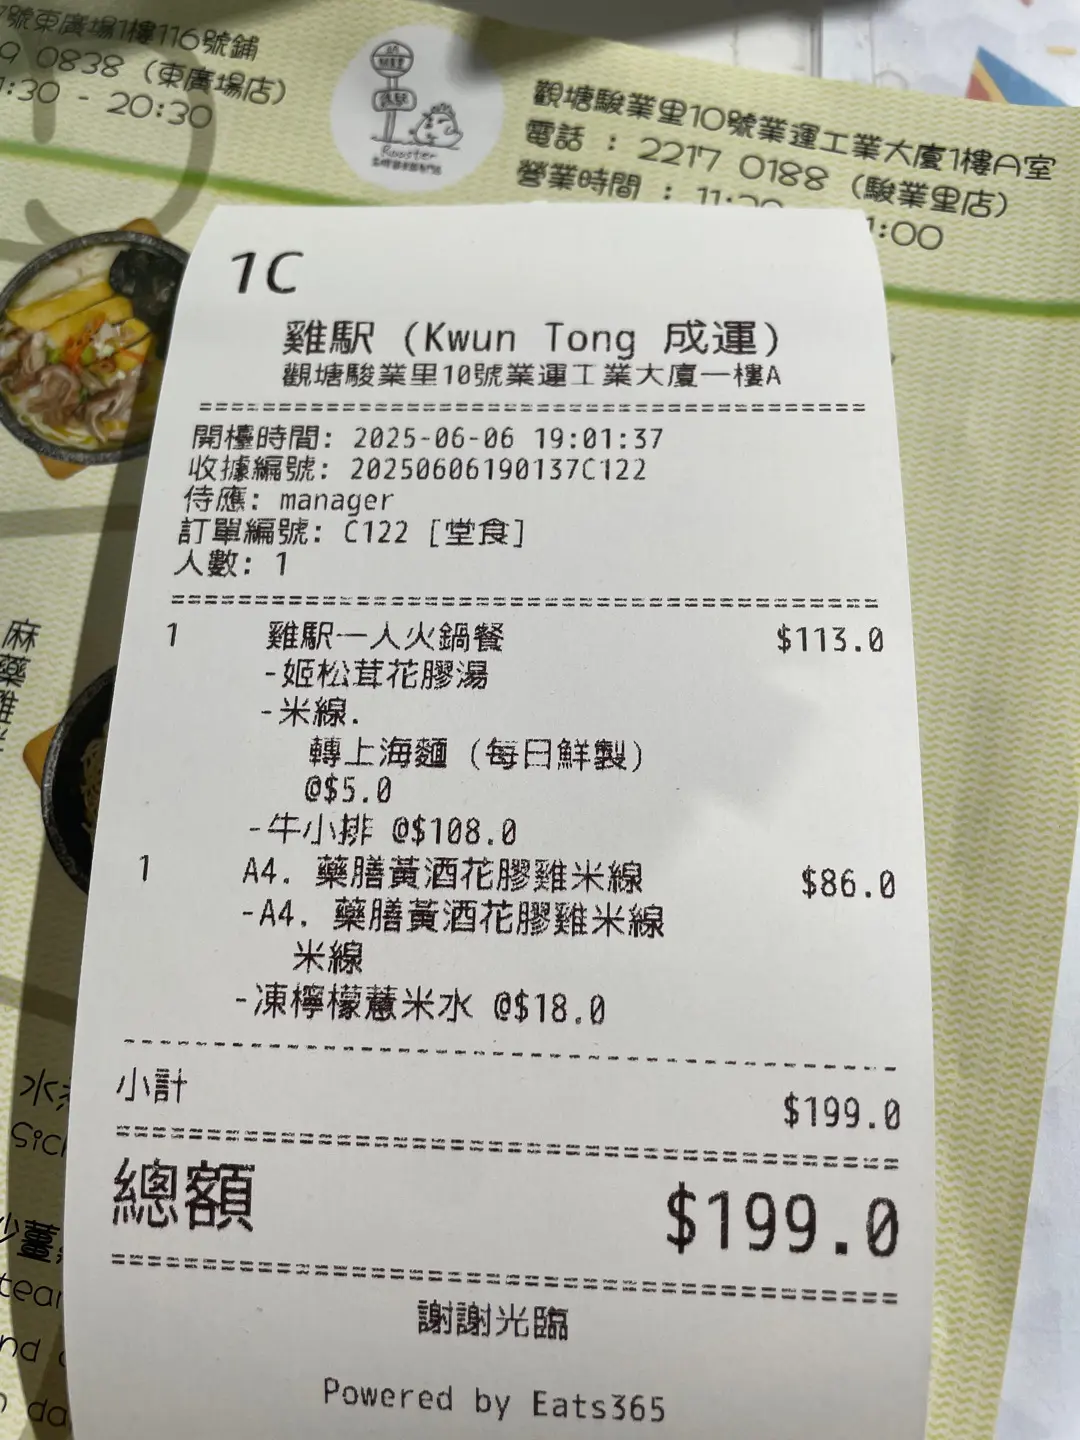 號東廣場1樓116號鋪
0838 (東廣場店)
:30 - 20:30
Rooster
觀塘駿業里10號業運工業大廈1樓A室
電話 : 2217 0188 (駿業里店)
營業時間 :
:00
1C
雞駅 (Kwun Tong 成運)
觀塘駿業里10號業運工業大廈一樓A
開檯時間: 2025-06-06 19:01:37
收據編號: 20250606190137C122
侍應: manager
訂單編號: C122 [堂食]
人數: 1
1 雞駅一人火鍋餐 $113.0
-姬松茸花膠湯
-米線.
轉上海麵 (每日鮮製)
@$5.0
-牛小排 @$108.0
1 A4. 藥膳黃酒花膠雞米線 $86.0
-A4. 藥膳黃酒花膠雞米線
米線
-凍檸檬薏米水 @$18.0
小計 $199.0
總額 $199.0
謝謝光臨
Powered by Eats365
麻
藥
雞
水